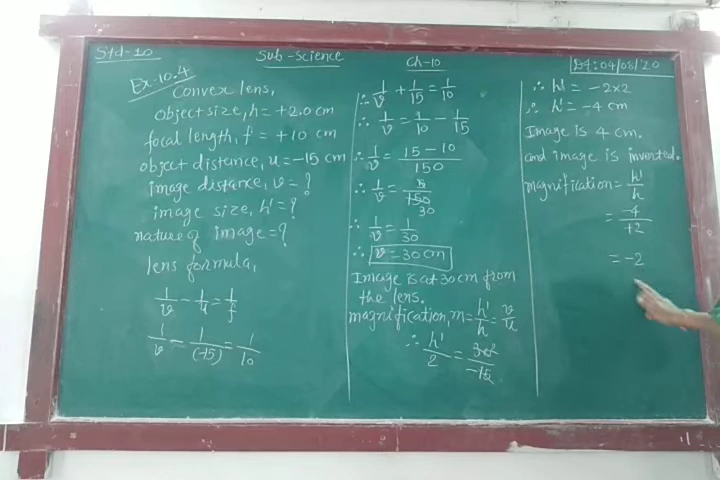 Std-10 Sub-Science Ch-10 Dt:04/08/20
Ex-10.4
Convex lens,
object size, h = +2.0 cm
focal length, f = +10 cm
object distance, u = -15 cm
image distance, v = ?
image size, h' = ?
nature of image = ?
lens formula,
1/v - 1/u = 1/f
1/v - 1/(-15) = 1/10
∴ 1/v + 1/15 = 1/10
∴ 1/v = 1/10 - 1/15
∴ 1/v = (15-10)/150
∴ 1/v = 5/150
30
∴ 1/v = 1/30
∴ v = 30 cm
Image is at 30 cm from
the lens.
magnification, m = h'/h = v/u
∴ h'/2 = 30/-15
∴ h' = -2×2
∴ h' = -4 cm
Image is 4 cm.
and image is inverted.
magnification = h'/h
= -4/+2
= -2